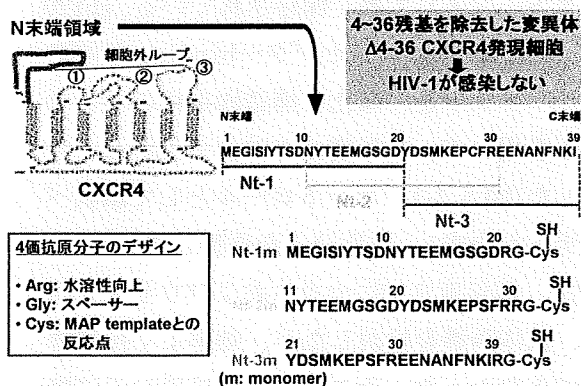 N末端領域
細胞外ループ
①
②
③
CXCR4
4~36残基を除去した変異体
Δ4-36 CXCR4発現細胞
HIV-1が感染しない
N末端
C末端
1 10 20 30 39
MEGISIYTSDNYTEEMGSGDYDSMKEPCFREENANFNKI
Nt-1
Nt-2
Nt-3
4価抗原分子のデザイン
・Arg: 水溶性向上
・Gly: スペーサー
・Cys: MAP templateとの
反応点
SH
1 10 20
Nt-1m MEGISIYTSDNYTEEMGSGDRG-Cys
SH
11 20 30
NYTEEMGSGDYDSMKEPSFRRG-Cys
SH
21 30 39
Nt-3m YDSMKEPSFREENANFNKIRG-Cys
(m: monomer)